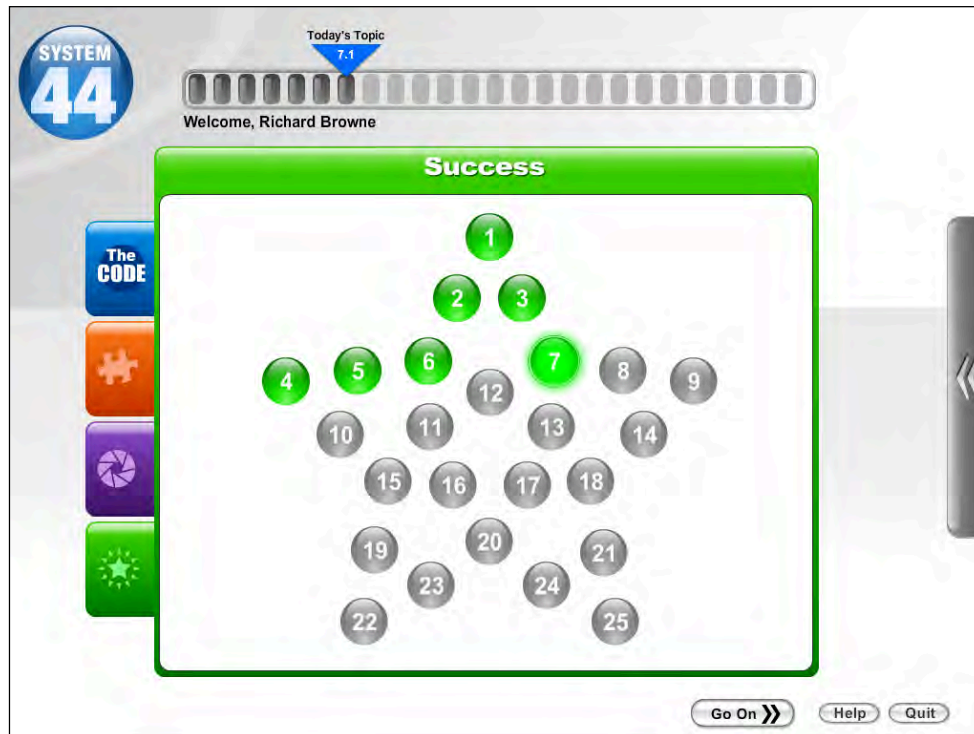 SYSTEM
44
Today's Topic
7.1
Welcome, Richard Browne
Success
The
CODE
1
2 3
4 5 6 7 8 9
12
10 11 13 14
15 16 17 18
19 20 21
23 24
22 25
Go On Help Quit